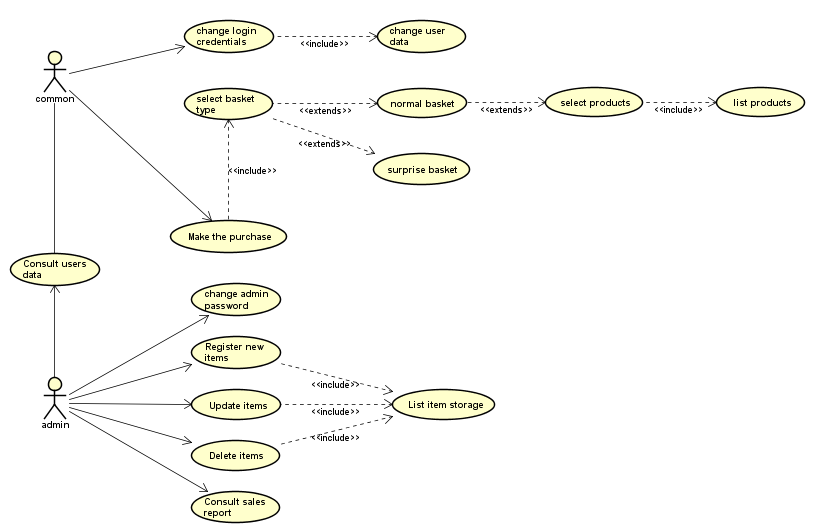 change login
credentials
<<include>>
change user
data
common
select basket
type
<<extends>>
normal basket
<<extends>>
select products
<<include>>
list products
<<extends>>
surprise basket
<<include>>
Make the purchase
Consult users
data
change admin
password
Register new
items
<<include>>
admin
Update items
<<include>>
List item storage
Delete items
<<include>>
Consult sales
report